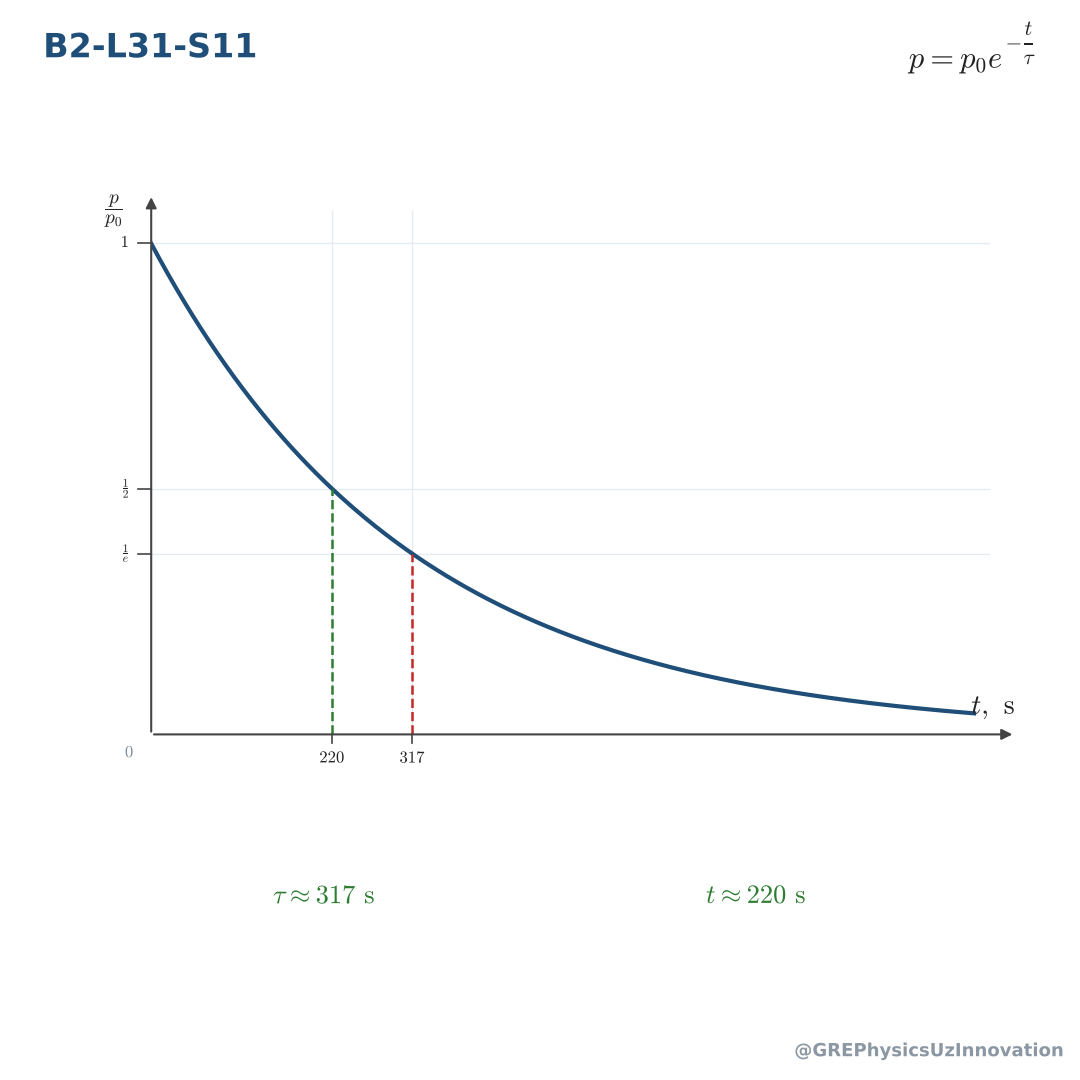 B2-L31-S11
p = p₀e^{-t/τ}
p/p₀
1
1/2
1/e
t, s
0
220 317
τ ≈ 317 s t ≈ 220 s
@GREPhysicsUzInnovation